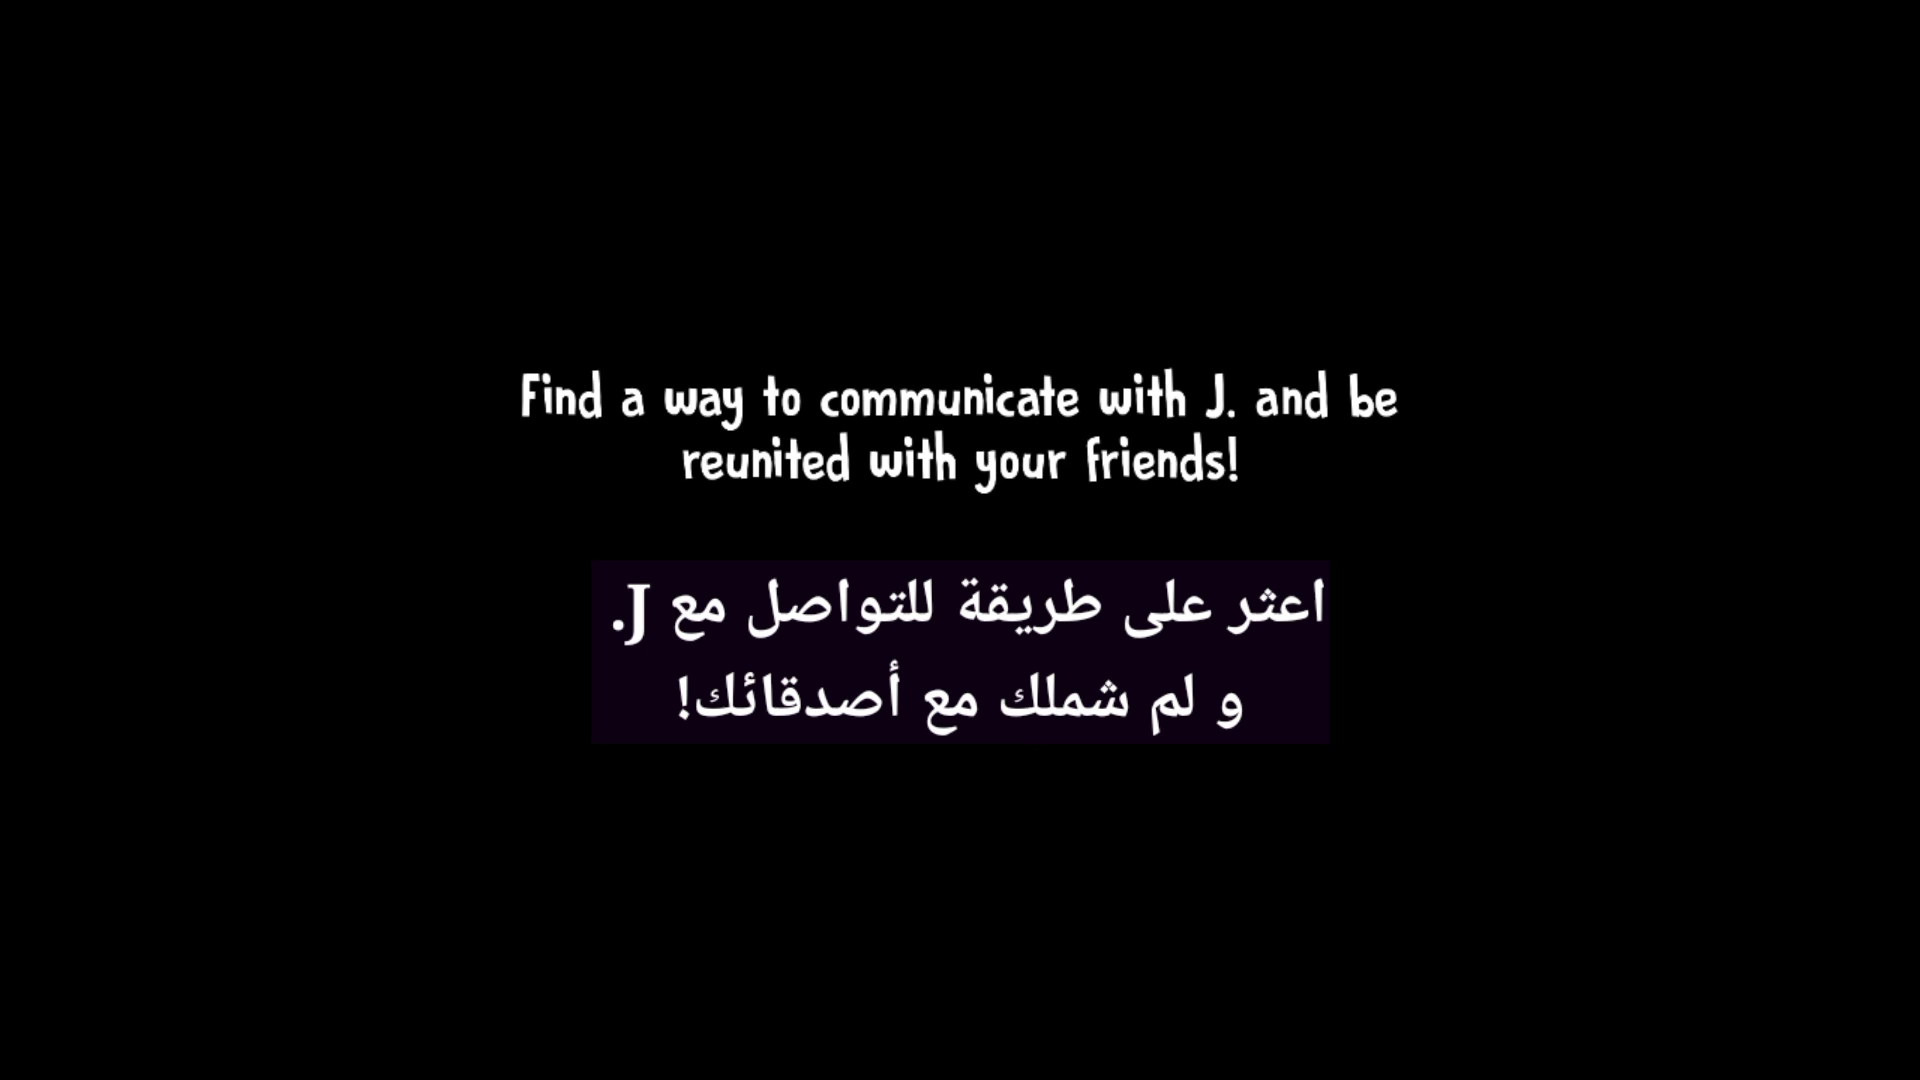 Find a way to communicate with J. and be
reunited with your friends!
اعثر على طريقة للتواصل مع J.
و لم شملك مع أصدقائك!